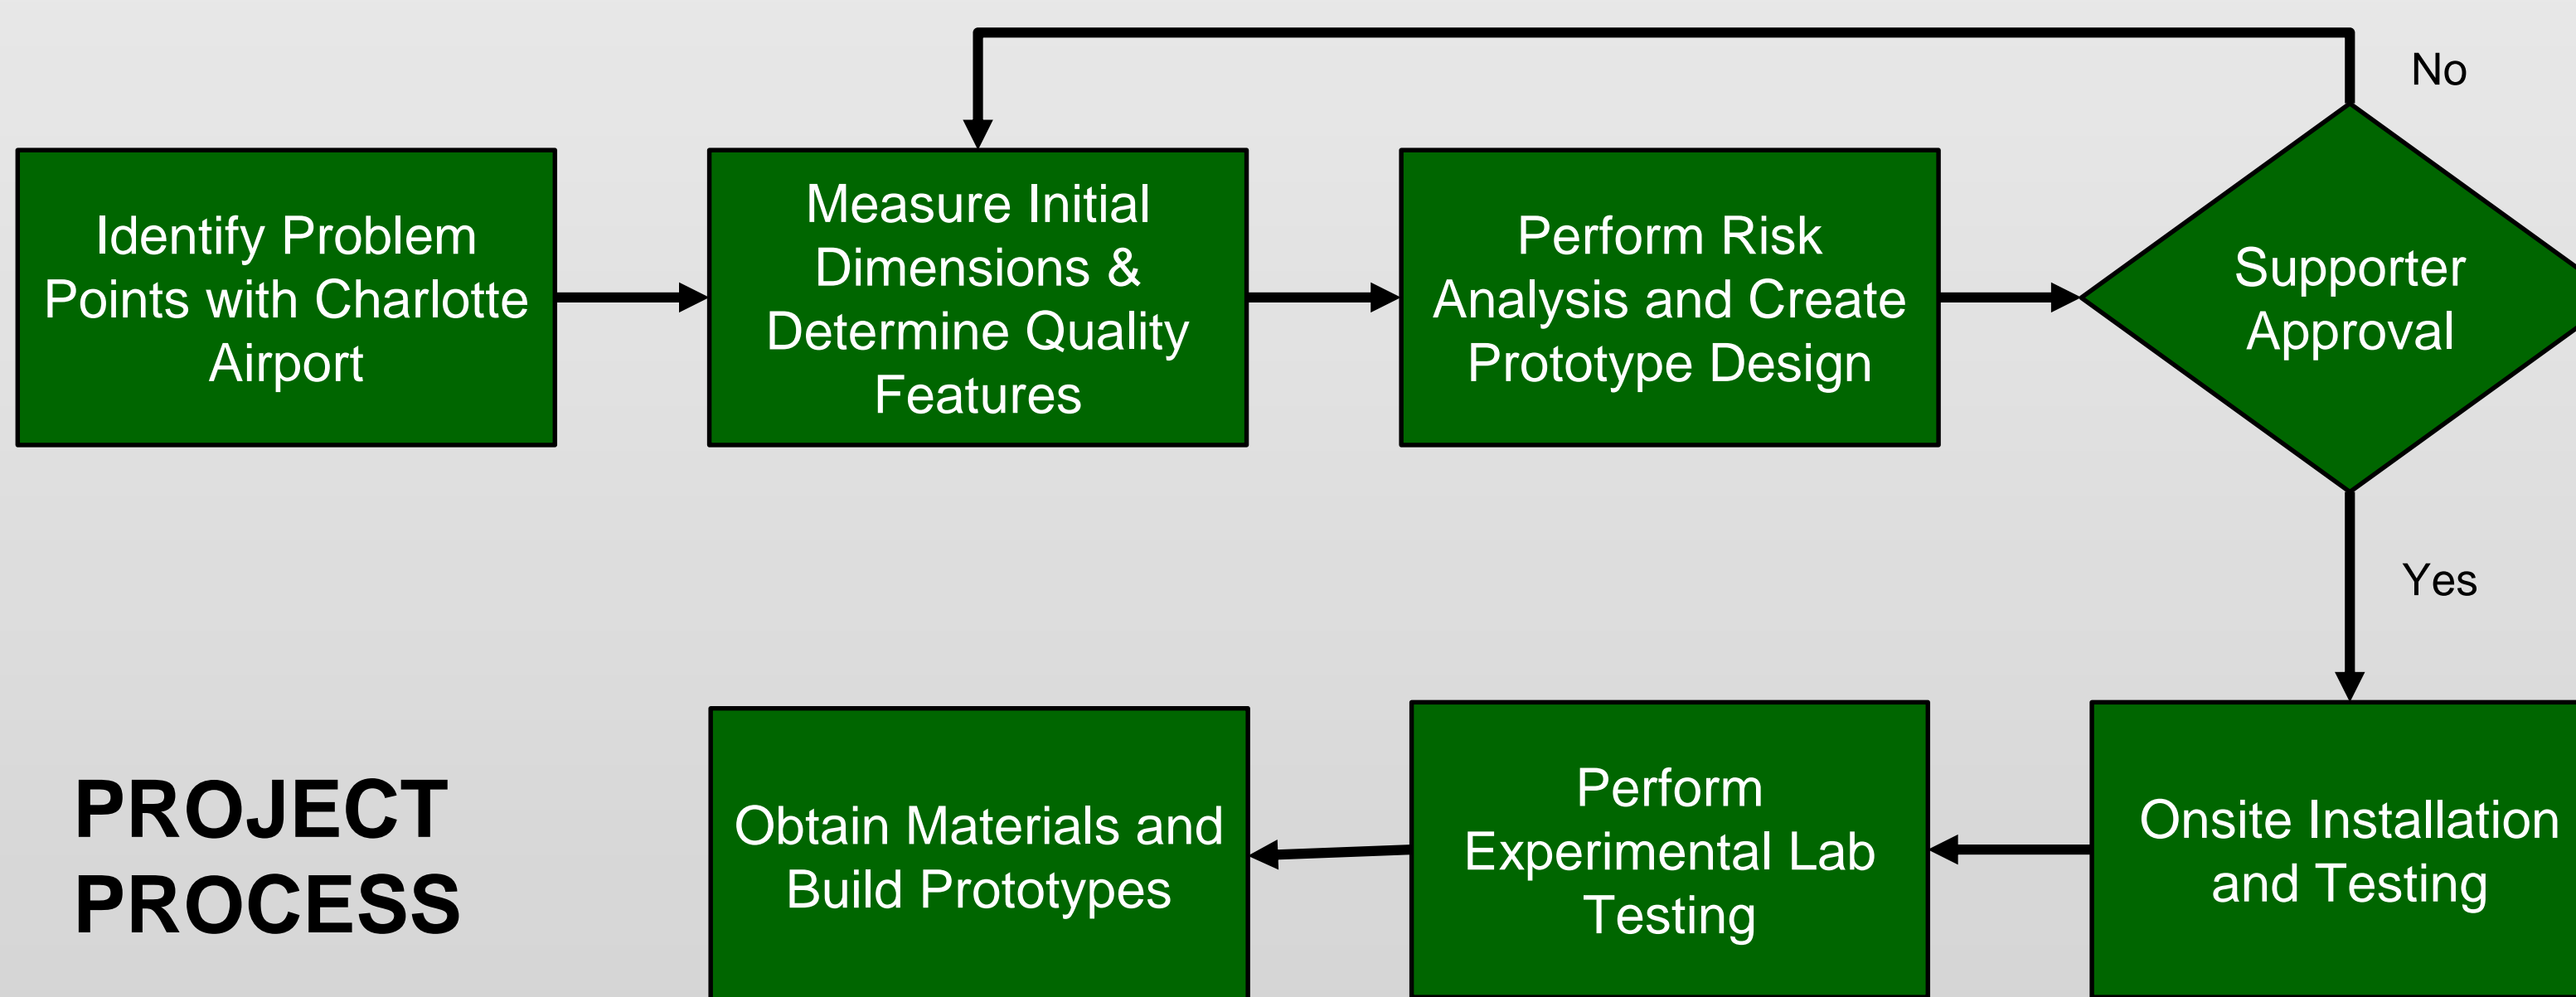 No
Identify Problem
Points with Charlotte
Airport
Measure Initial
Dimensions &
Determine Quality
Features
Perform Risk
Analysis and Create
Prototype Design
Supporter
Approval
Yes
PROJECT
PROCESS
Obtain Materials and
Build Prototypes
Perform
Experimental Lab
Testing
Onsite Installation
and Testing